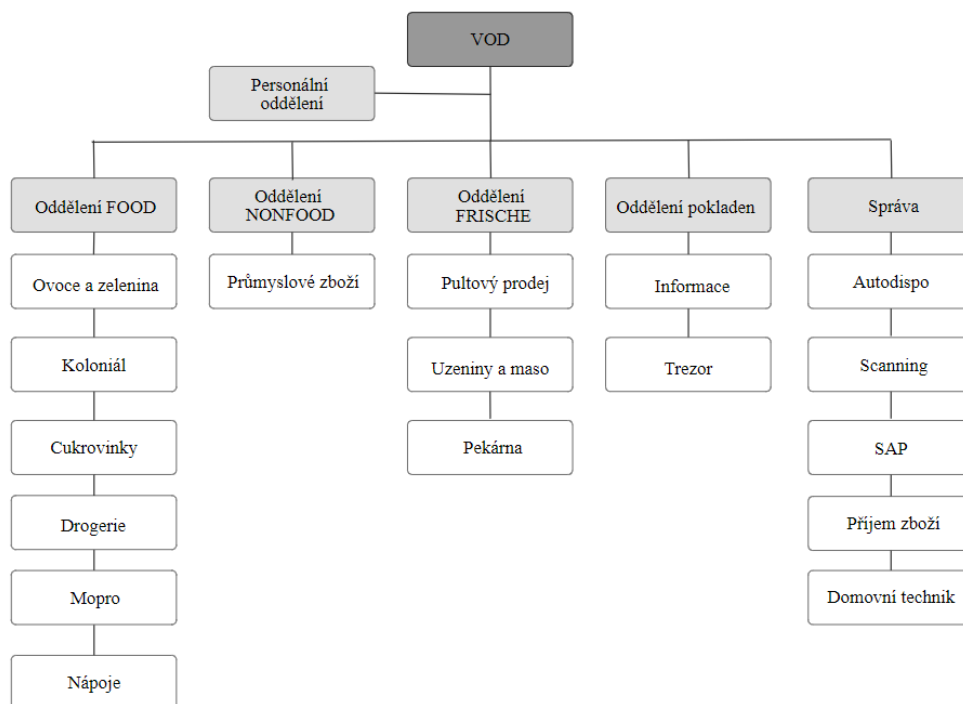 VOD
Personální
oddělení
Oddělení FOOD
Oddělení
NONFOOD
Oddělení
FRISCHE
Oddělení pokladen
Správa
Ovoce a zelenina
Průmyslové zboží
Pultový prodej
Informace
Autodispo
Koloniál
Uzeniny a maso
Trezor
Scanning
Cukrovinky
Pekárna
SAP
Drogerie
Příjem zboží
Mopro
Domovní technik
Nápoje